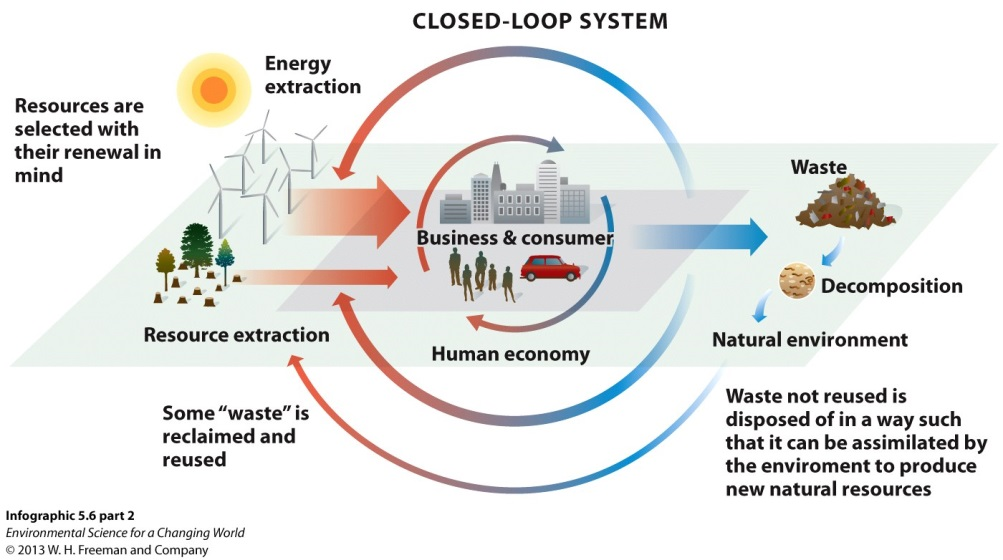 CLOSED-LOOP SYSTEM
Energy
extraction
Resources are
selected with
their renewal in
mind
Waste
Business & consumer
Decomposition
Resource extraction
Natural environment
Human economy
Some “waste” is
reclaimed and
reused
Waste not reused is
disposed of in a way such
that it can be assimilated by
the enviroment to produce
new natural resources
Infographic 5.6 part 2
Environmental Science for a Changing World
© 2013 W. H. Freeman and Company